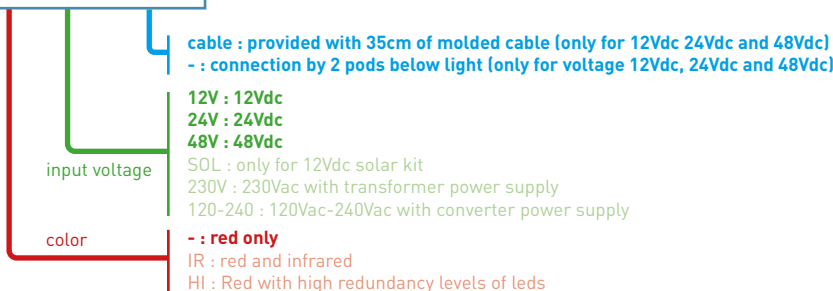 cable : provided with 35cm of molded cable (only for 12Vdc 24Vdc and 48Vdc)
- : connection by 2 pods below light (only for voltage 12Vdc, 24Vdc and 48Vdc)
12V : 12Vdc
24V : 24Vdc
48V : 48Vdc
input voltage
SOL : only for 12Vdc solar kit
230V : 230Vac with transformer power supply
120-240 : 120Vac-240Vac with converter power supply
color
- : red only
IR : red and infrared
HI : Red with high redundancy levels of leds